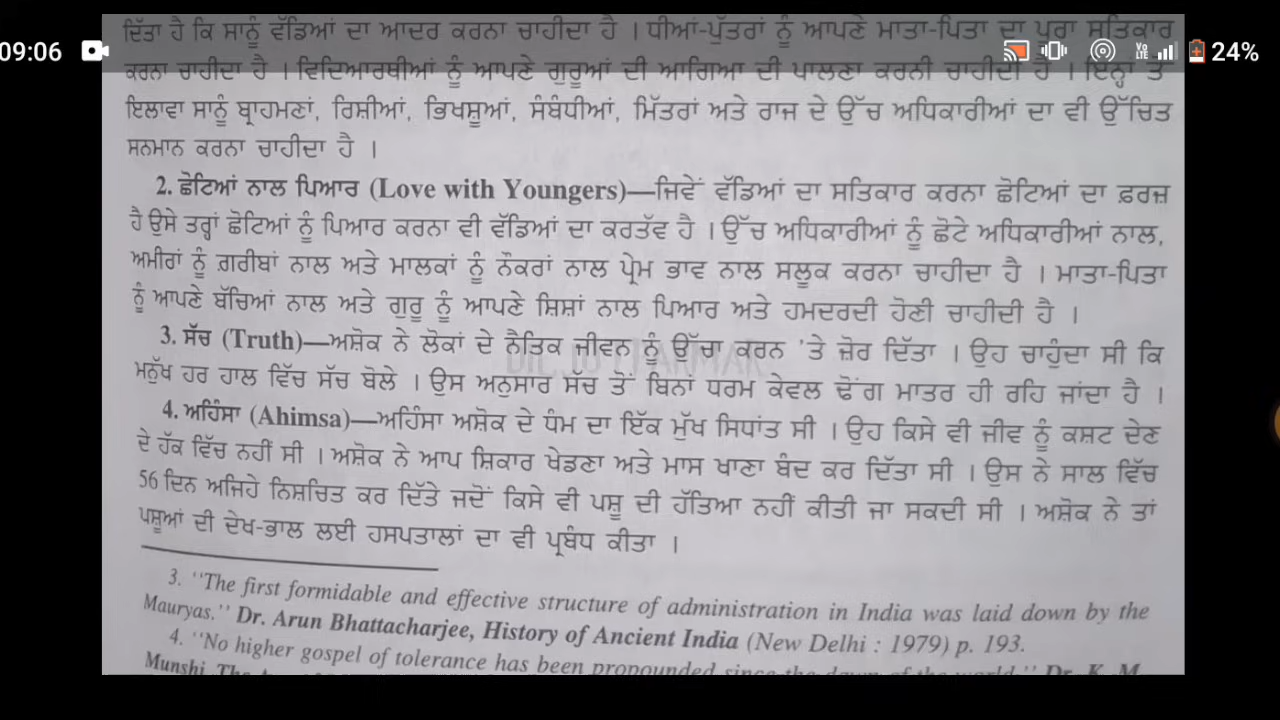 09:06
24%
ਦਿੱਤਾ ਹੈ ਕਿ ਸਾਨੂੰ ਵੱਡਿਆਂ ਦਾ ਆਦਰ ਕਰਨਾ ਚਾਹੀਦਾ ਹੈ । ਧੀਆਂ-ਪੁੱਤਰਾਂ ਨੂੰ ਆਪਣੇ ਮਾਤਾ-ਪਿਤਾ ਦਾ ਪੂਰਾ ਸਤਿਕਾਰ
ਕਰਨਾ ਚਾਹੀਦਾ ਹੈ । ਵਿਦਿਆਰਥੀਆਂ ਨੂੰ ਆਪਣੇ ਗੁਰੂਆਂ ਦੀ ਆਗਿਆ ਦੀ ਪਾਲਣਾ ਕਰਨੀ ਚਾਹੀਦੀ ਹੈ । ਇਨ੍ਹਾਂ ਤੋਂ
ਇਲਾਵਾ ਸਾਨੂੰ ਬ੍ਰਾਹਮਣਾਂ, ਰਿਸ਼ੀਆਂ, ਭਿਖਸ਼ੂਆਂ, ਸੰਬੰਧੀਆਂ, ਮਿੱਤਰਾਂ ਅਤੇ ਰਾਜ ਦੇ ਉੱਚ ਅਧਿਕਾਰੀਆਂ ਦਾ ਵੀ ਉੱਚਿਤ
ਸਨਮਾਨ ਕਰਨਾ ਚਾਹੀਦਾ ਹੈ ।
2. ਛੋਟਿਆਂ ਨਾਲ ਪਿਆਰ (Love with Youngers)—ਜਿਵੇਂ ਵੱਡਿਆਂ ਦਾ ਸਤਿਕਾਰ ਕਰਨਾ ਛੋਟਿਆਂ ਦਾ ਫ਼ਰਜ਼
ਹੈ ਉਸੇ ਤਰ੍ਹਾਂ ਛੋਟਿਆਂ ਨੂੰ ਪਿਆਰ ਕਰਨਾ ਵੀ ਵੱਡਿਆਂ ਦਾ ਕਰਤੱਵ ਹੈ । ਉੱਚ ਅਧਿਕਾਰੀਆਂ ਨੂੰ ਛੋਟੇ ਅਧਿਕਾਰੀਆਂ ਨਾਲ,
ਅਮੀਰਾਂ ਨੂੰ ਗ਼ਰੀਬਾਂ ਨਾਲ ਅਤੇ ਮਾਲਕਾਂ ਨੂੰ ਨੌਕਰਾਂ ਨਾਲ ਪ੍ਰੇਮ ਭਾਵ ਨਾਲ ਸਲੂਕ ਕਰਨਾ ਚਾਹੀਦਾ ਹੈ । ਮਾਤਾ-ਪਿਤਾ
ਨੂੰ ਆਪਣੇ ਬੱਚਿਆਂ ਨਾਲ ਅਤੇ ਗੁਰੂ ਨੂੰ ਆਪਣੇ ਸ਼ਿਸ਼ਾਂ ਨਾਲ ਪਿਆਰ ਅਤੇ ਹਮਦਰਦੀ ਹੋਣੀ ਚਾਹੀਦੀ ਹੈ ।
3. ਸੱਚ (Truth)—ਅਸ਼ੋਕ ਨੇ ਲੋਕਾਂ ਦੇ ਨੈਤਿਕ ਜੀਵਨ ਨੂੰ ਉੱਚਾ ਕਰਨ 'ਤੇ ਜ਼ੋਰ ਦਿੱਤਾ । ਉਹ ਚਾਹੁੰਦਾ ਸੀ ਕਿ
ਮਨੁੱਖ ਹਰ ਹਾਲ ਵਿੱਚ ਸੱਚ ਬੋਲੇ । ਉਸ ਅਨੁਸਾਰ ਸੱਚ ਤੋਂ ਬਿਨਾਂ ਧਰਮ ਕੇਵਲ ਢੋਂਗ ਮਾਤਰ ਹੀ ਰਹਿ ਜਾਂਦਾ ਹੈ ।
4. ਅਹਿੰਸਾ (Ahimsa)—ਅਹਿੰਸਾ ਅਸ਼ੋਕ ਦੇ ਧੰਮ ਦਾ ਇੱਕ ਮੁੱਖ ਸਿਧਾਂਤ ਸੀ । ਉਹ ਕਿਸੇ ਵੀ ਜੀਵ ਨੂੰ ਕਸ਼ਟ ਦੇਣ
ਦੇ ਹੱਕ ਵਿੱਚ ਨਹੀਂ ਸੀ । ਅਸ਼ੋਕ ਨੇ ਆਪ ਸ਼ਿਕਾਰ ਖੇਡਣਾ ਅਤੇ ਮਾਸ ਖਾਣਾ ਬੰਦ ਕਰ ਦਿੱਤਾ ਸੀ । ਉਸ ਨੇ ਸਾਲ ਵਿੱਚ
56 ਦਿਨ ਅਜਿਹੇ ਨਿਸ਼ਚਿਤ ਕਰ ਦਿੱਤੇ ਜਦੋਂ ਕਿਸੇ ਵੀ ਪਸ਼ੂ ਦੀ ਹੱਤਿਆ ਨਹੀਂ ਕੀਤੀ ਜਾ ਸਕਦੀ ਸੀ । ਅਸ਼ੋਕ ਨੇ ਤਾਂ
ਪਸ਼ੂਆਂ ਦੀ ਦੇਖ-ਭਾਲ ਲਈ ਹਸਪਤਾਲਾਂ ਦਾ ਵੀ ਪ੍ਰਬੰਧ ਕੀਤਾ ।
3. "The first formidable and effective structure of administration in India was laid down by the
Mauryas." Dr. Arun Bhattacharjee, History of Ancient India (New Delhi : 1979) p. 193.
4. "No higher gospel of tolerance has been propounded since the dawn of the world." Dr. K. M.
Munshi, The